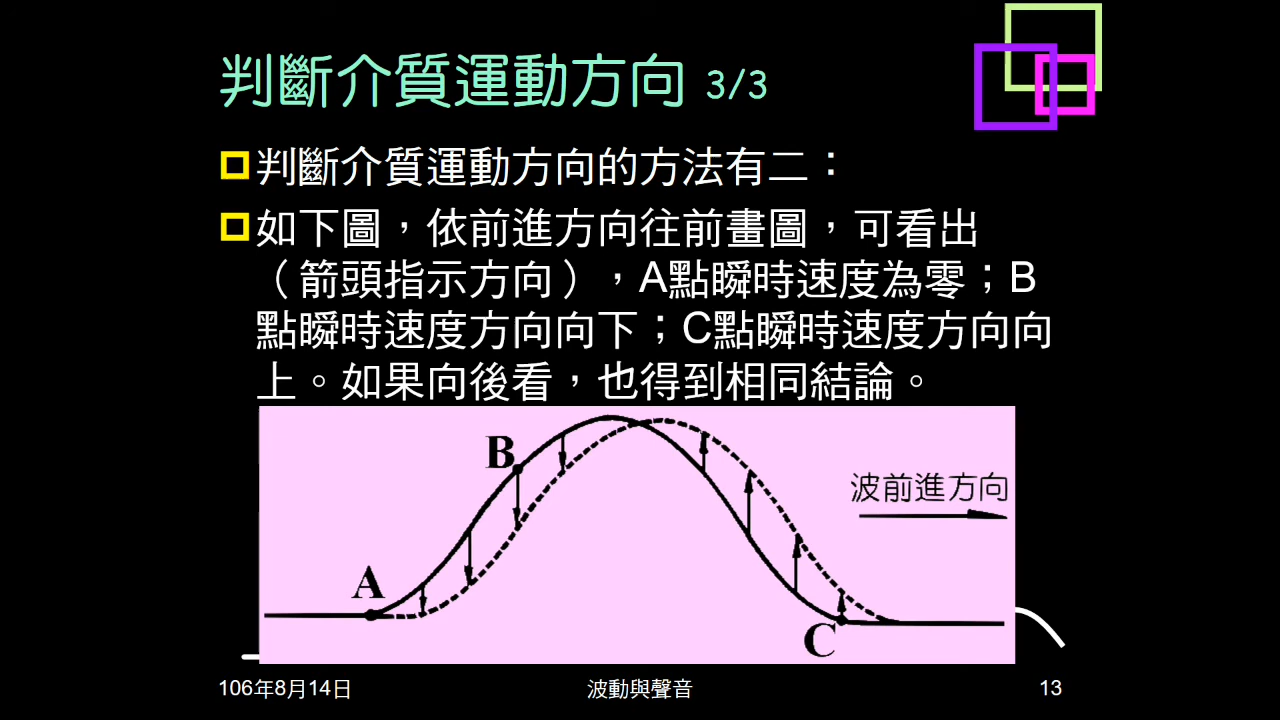 判斷介質運動方向 3/3
判斷介質運動方向的方法有二：
如下圖，依前進方向往前畫圖，可看出
（箭頭指示方向），A點瞬時速度為零；B
點瞬時速度方向向下；C點瞬時速度方向向
上。如果向後看，也得到相同結論。
B
波前進方向
A
C
106年8月14日
波動與聲音
13